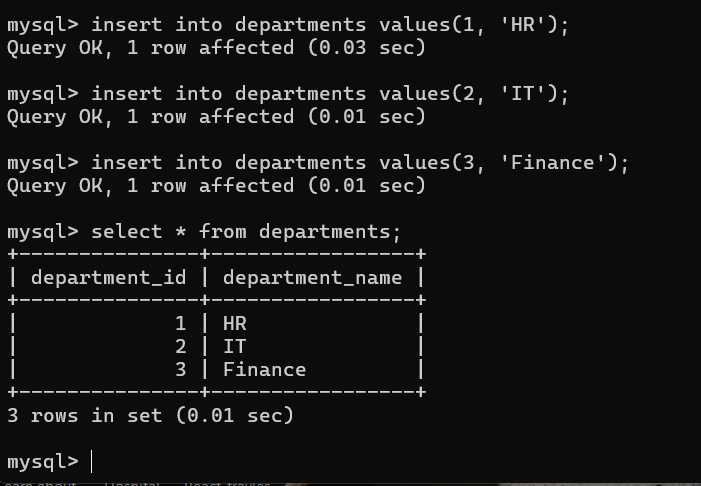 mysql> insert into departments values(1, 'HR');
Query OK, 1 row affected (0.03 sec)

mysql> insert into departments values(2, 'IT');
Query OK, 1 row affected (0.01 sec)

mysql> insert into departments values(3, 'Finance');
Query OK, 1 row affected (0.01 sec)

mysql> select * from departments;
+---------------+-----------------+
| department_id | department_name |
+---------------+-----------------+
|             1 | HR              |
|             2 | IT              |
|             3 | Finance         |
+---------------+-----------------+
3 rows in set (0.01 sec)

mysql>